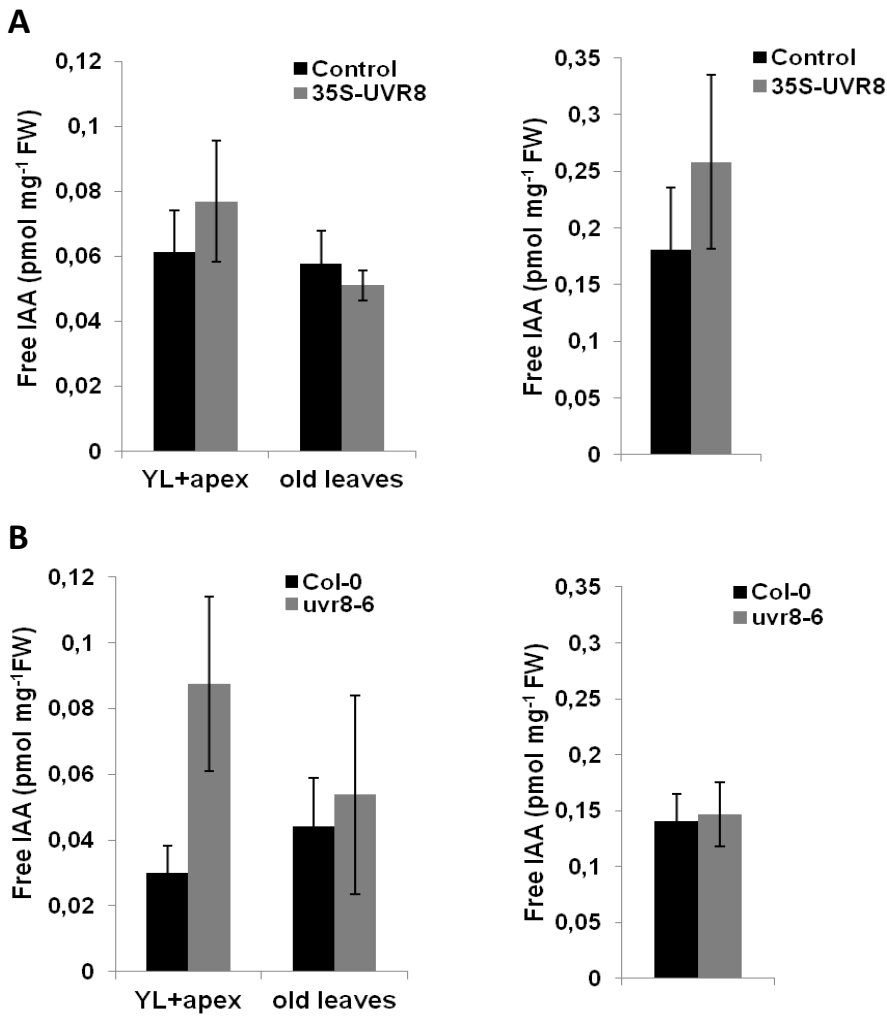 A
0,12
0,1
0,08
0,06
0,04
0,02
0
Free IAA (pmol mg⁻¹ FW)
Control
35S-UVR8
YL+apex old leaves
0,35
0,3
0,25
0,2
0,15
0,1
0,05
0
Free IAA (pmol mg⁻¹ FW)
Control
35S-UVR8
B
0,12
0,1
0,08
0,06
0,04
0,02
0
Free IAA (pmol mg⁻¹FW)
Col-0
uvr8-6
YL+apex old leaves
0,35
0,3
0,25
0,2
0,15
0,1
0,05
0
Free IAA (pmol mg⁻¹ FW)
Col-0
uvr8-6